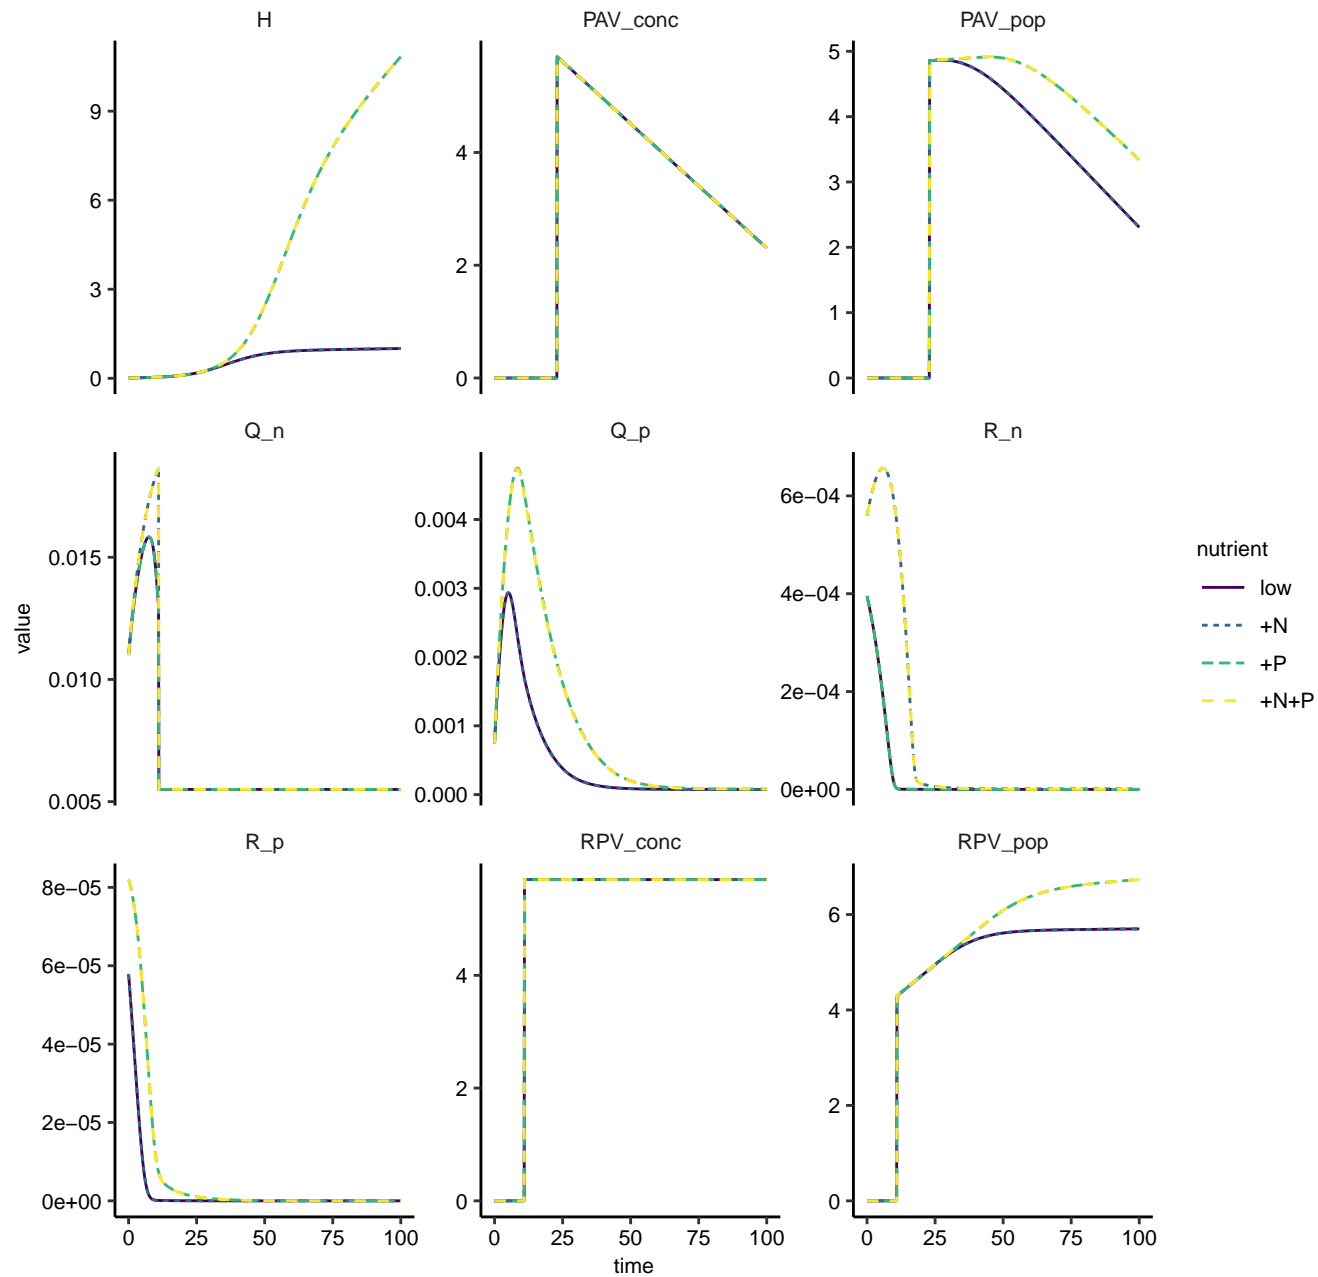 H
PAV_conc
PAV_pop
9
6
3
0
4
2
0
5
4
3
2
1
0
Q_n
Q_p
R_n
0.015
0.010
0.005
0.004
0.003
0.002
0.001
0.000
6e−04
4e−04
2e−04
0e+00
R_p
RPV_conc
RPV_pop
8e−05
6e−05
4e−05
2e−05
0e+00
4
2
0
6
4
2
0
0 25 50 75 100
0 25 50 75 100
0 25 50 75 100
time
value
nutrient
low
+N
+P
+N+P